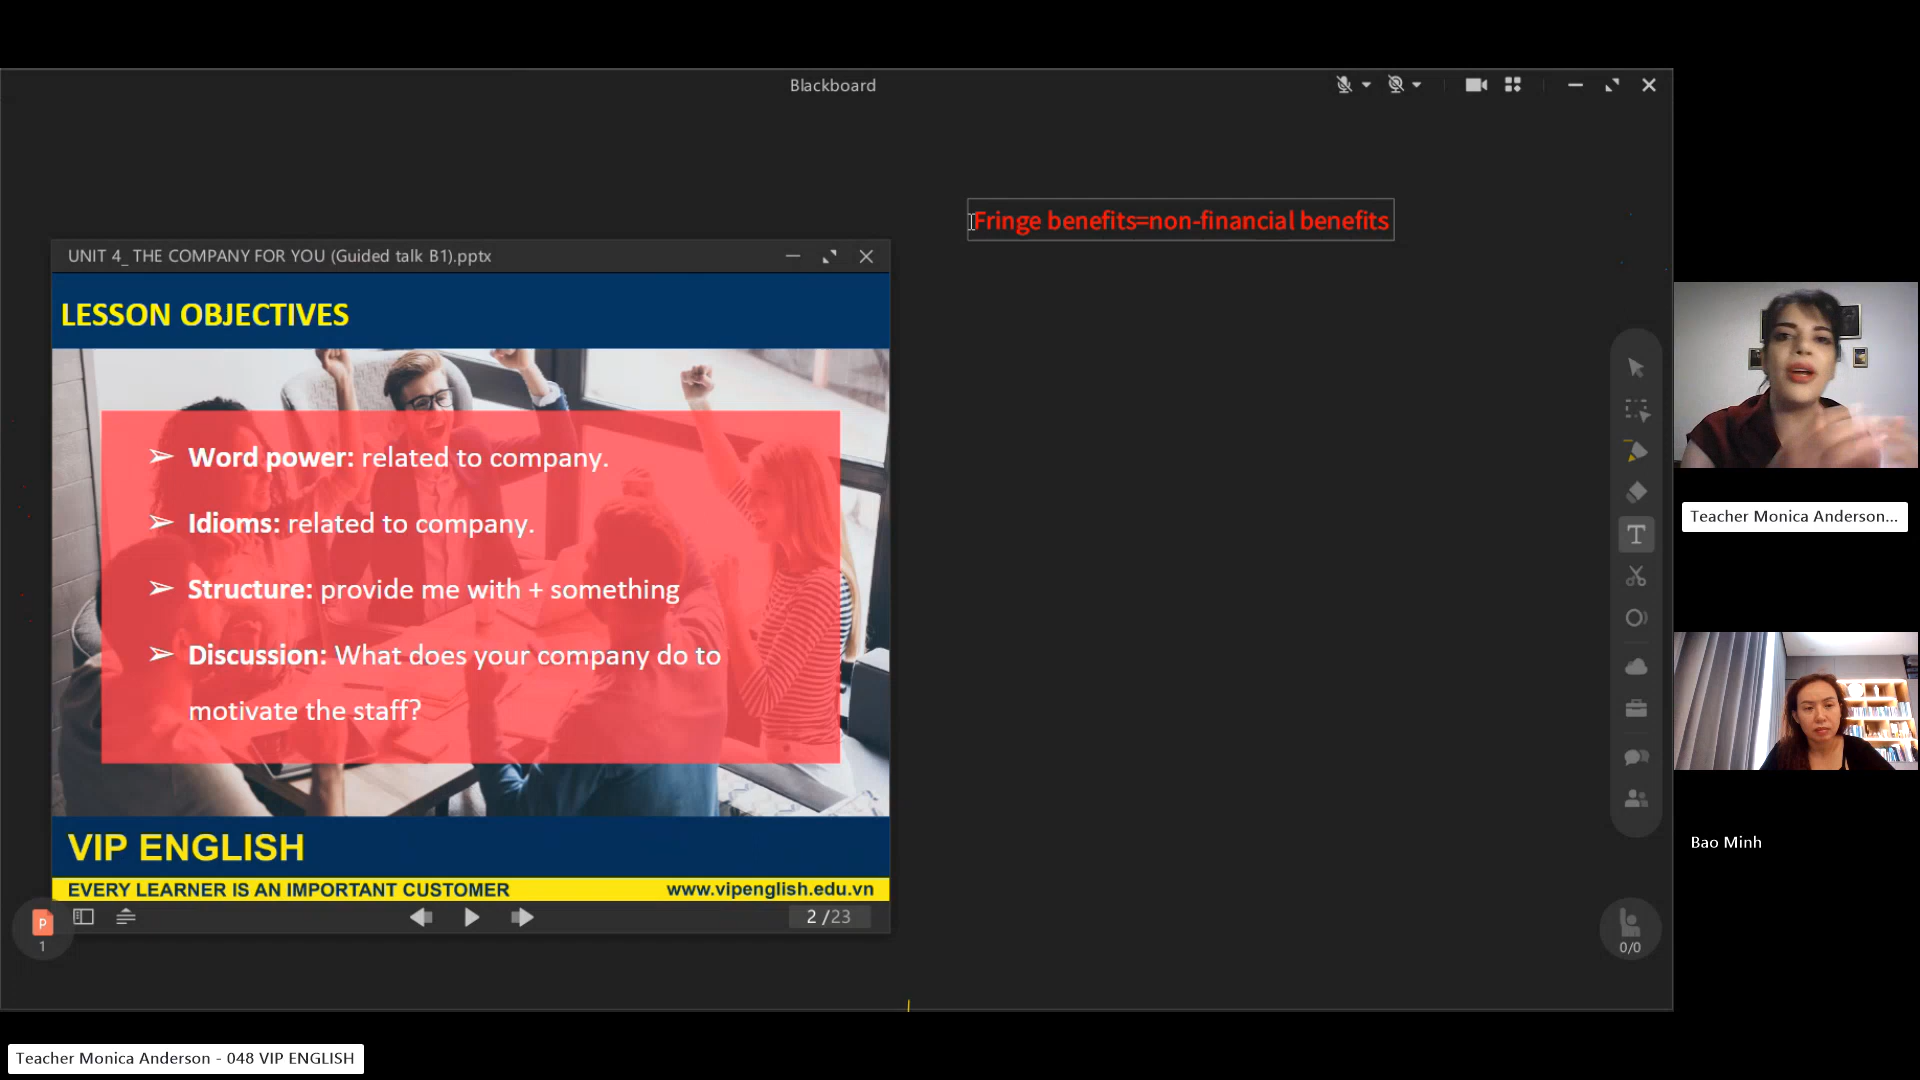 Blackboard
Fringe benefits=non-financial benefits
UNIT 4_ THE COMPANY FOR YOU (Guided talk B1).pptx
LESSON OBJECTIVES
➢ Word power: related to company.
➢ Idioms: related to company.
➢ Structure: provide me with + something
➢ Discussion: What does your company do to
motivate the staff?
VIP ENGLISH
EVERY LEARNER IS AN IMPORTANT CUSTOMER
www.vipenglish.edu.vn
P
1
2 /23
T
0/0
Teacher Monica Anderson...
Bao Minh
Teacher Monica Anderson - 048 VIP ENGLISH